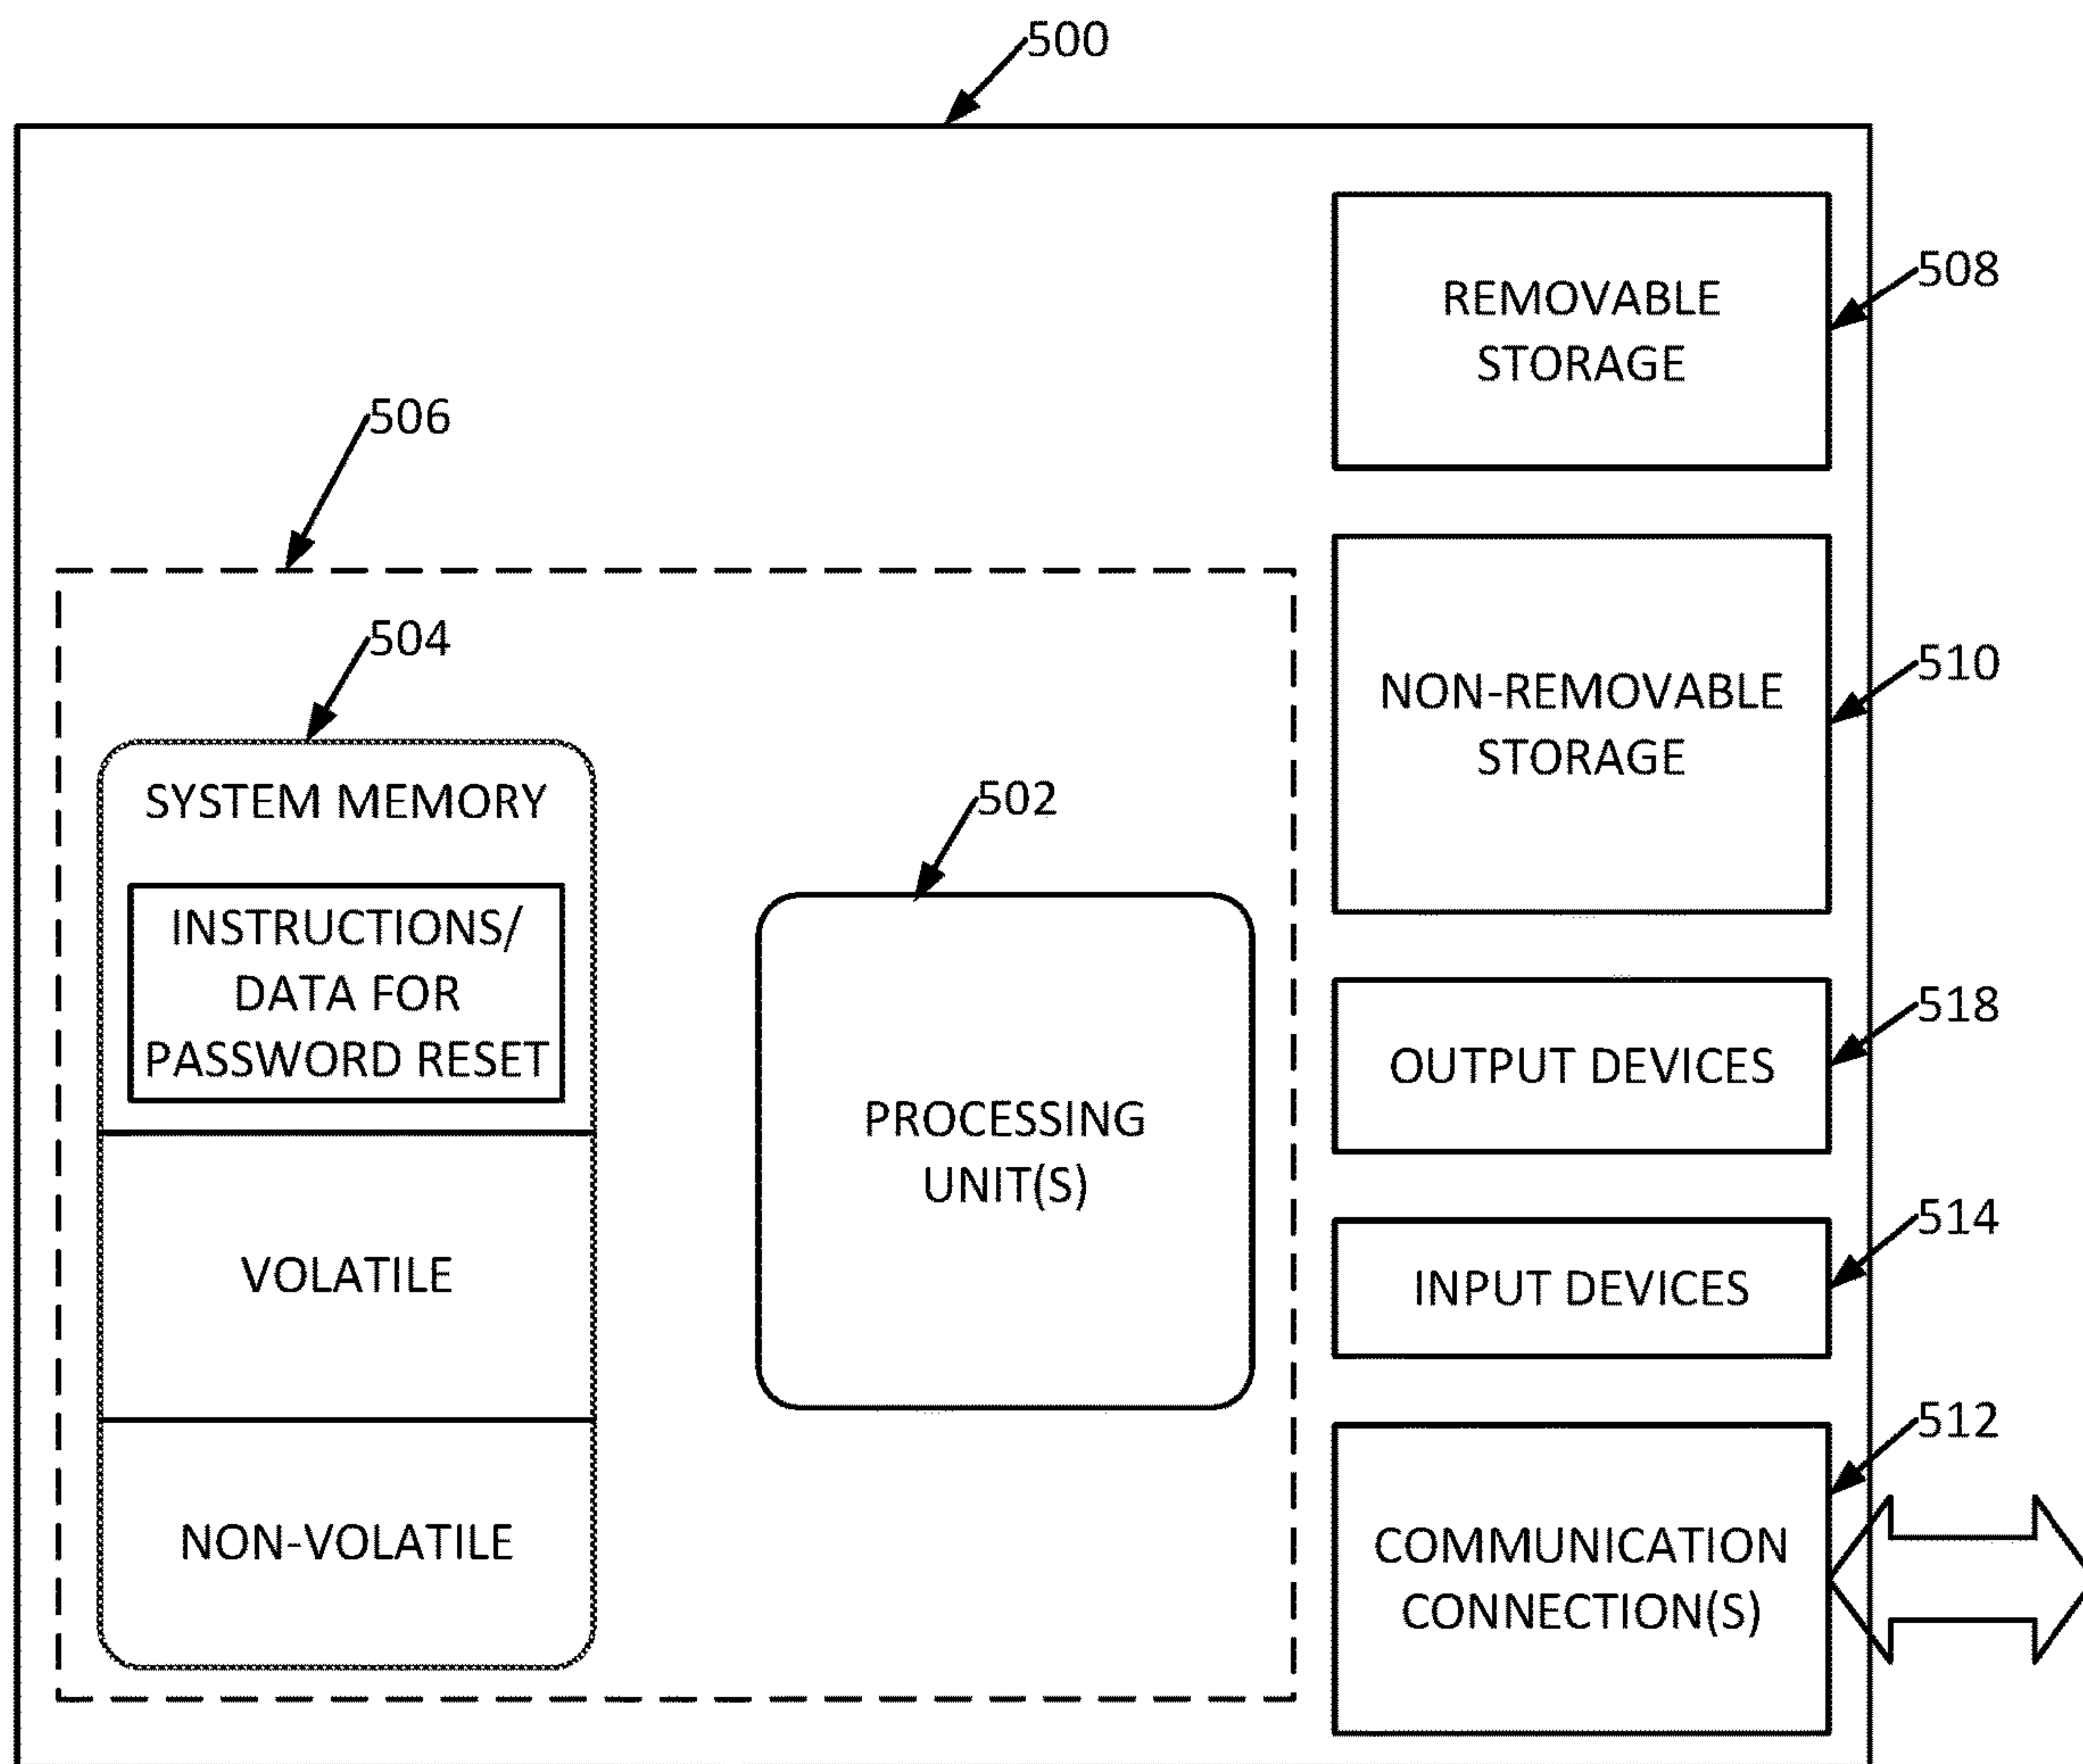 500
REMOVABLE
STORAGE
508
506
NON-REMOVABLE
STORAGE
510
504
SYSTEM MEMORY
INSTRUCTIONS/
DATA FOR
PASSWORD RESET
VOLATILE
NON-VOLATILE
502
PROCESSING
UNIT(S)
OUTPUT DEVICES
518
INPUT DEVICES
514
COMMUNICATION
CONNECTION(S)
512